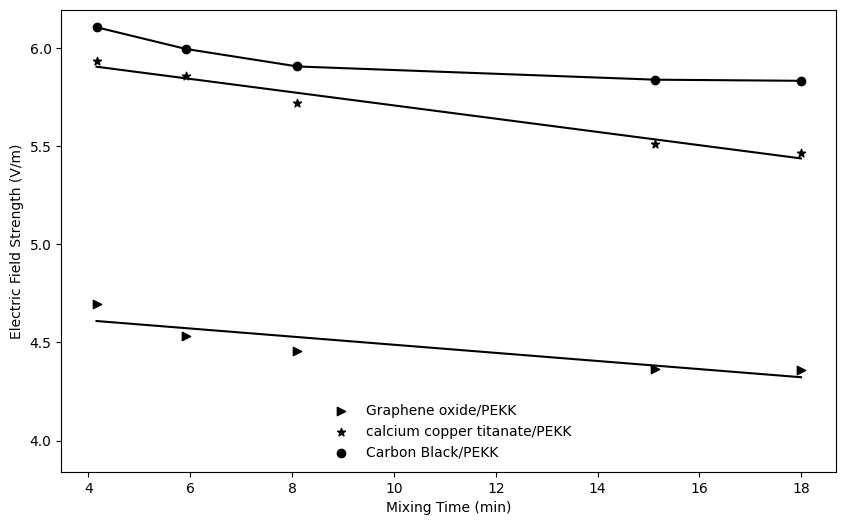 Electric Field Strength (V/m)
6.0
5.5
5.0
4.5
4.0
Graphene oxide/PEKK
calcium copper titanate/PEKK
Carbon Black/PEKK
4 6 8 10 12 14 16 18
Mixing Time (min)